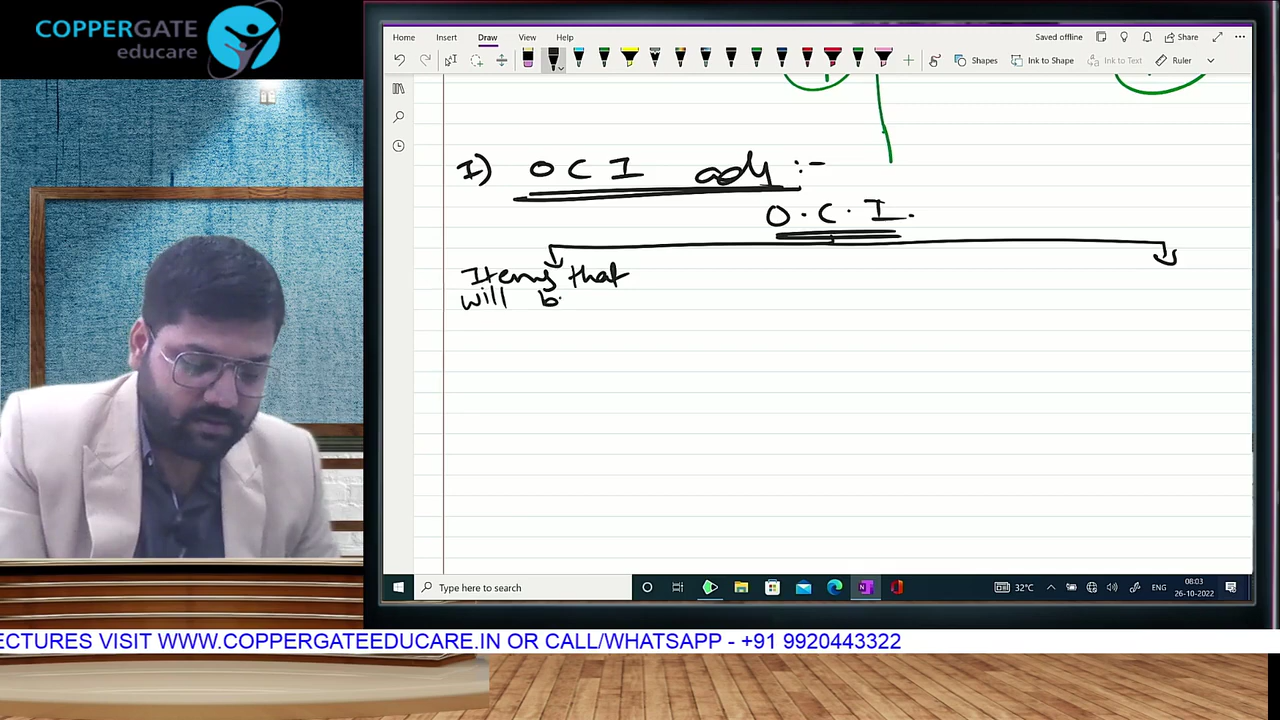 COPPERGATE
educare
Home Insert Draw View Help
Saved offline
Share
Shapes
Ink to Shape
Ink to Text
Ruler
I) OCI adj :-
O.C.I.
Items that
will b
Type here to search
32°C
ENG
08:03
26-10-2022
ECTURES VISIT WWW.COPPERGATEEDUCARE.IN OR CALL/WHATSAPP - +91 9920443322